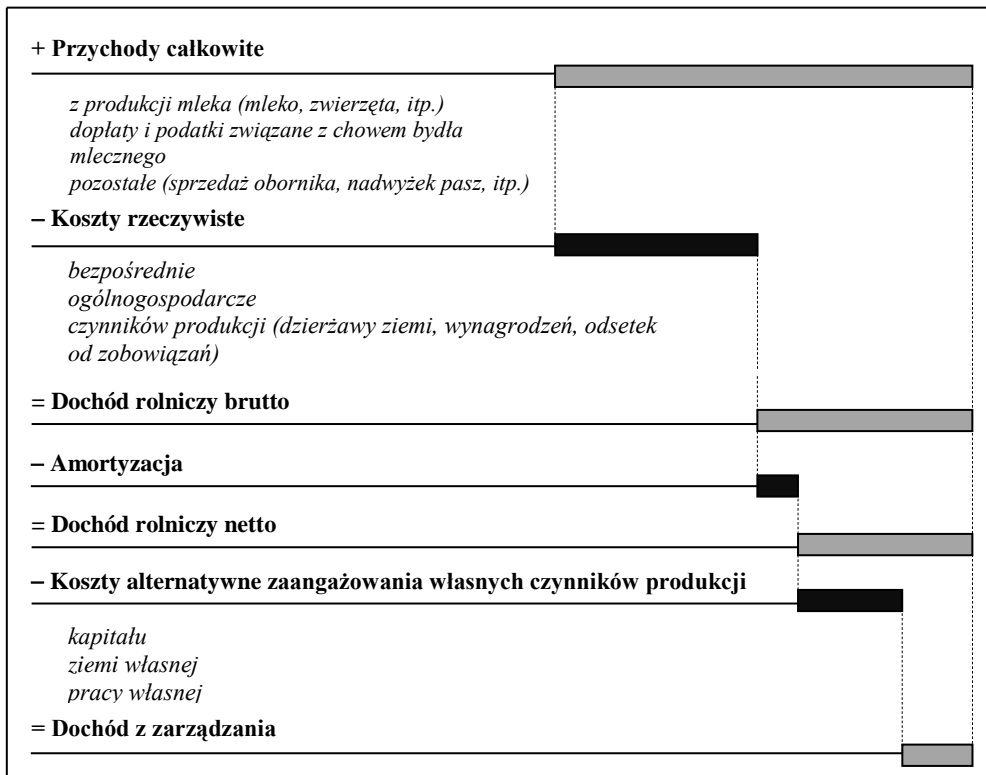 + Przychody całkowite
z produkcji mleka (mleko, zwierzęta, itp.)
dopłaty i podatki związane z chowem bydła
mlecznego
pozostałe (sprzedaż obornika, nadwyżek pasz, itp.)
– Koszty rzeczywiste
bezpośrednie
ogólnogospodarcze
czynników produkcji (dzierżawy ziemi, wynagrodzeń, odsetek
od zobowiązań)
= Dochód rolniczy brutto
– Amortyzacja
= Dochód rolniczy netto
– Koszty alternatywne zaangażowania własnych czynników produkcji
kapitału
ziemi własnej
pracy własnej
= Dochód z zarządzania